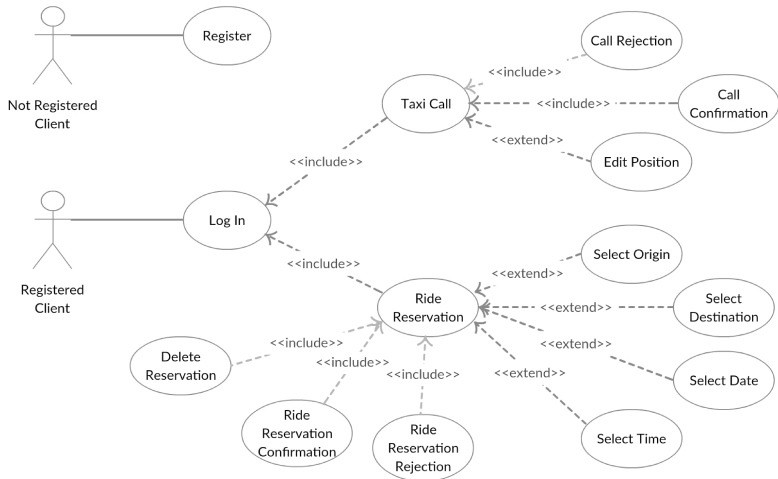 Register
Not Registered
Client
Call Rejection
<<include>>
Taxi Call
<<include>>
Call
Confirmation
<<extend>>
Edit Position
<<include>>
Log In
Registered
Client
<<include>>
Select Origin
<<extend>>
Ride
Reservation
<<extend>>
Select
Destination
<<extend>>
Select Date
<<extend>>
Select Time
<<include>>
Delete
Reservation
<<include>>
Ride
Reservation
Confirmation
<<include>>
Ride
Reservation
Rejection